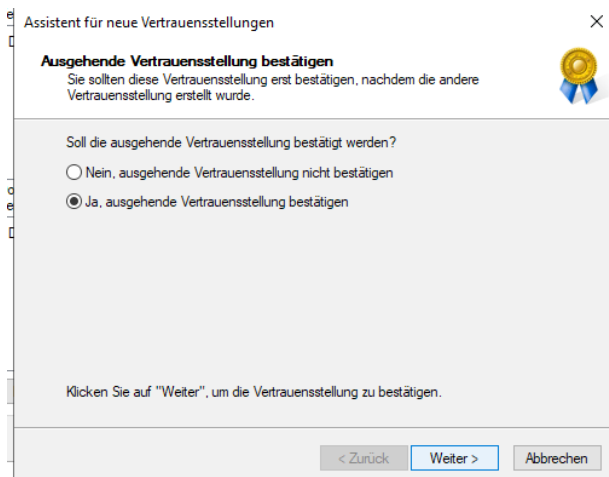 Assistent für neue Vertrauensstellungen
Ausgehende Vertrauensstellung bestätigen
Sie sollten diese Vertrauensstellung erst bestätigen, nachdem die andere
Vertrauensstellung erstellt wurde.
Soll die ausgehende Vertrauensstellung bestätigt werden?
Nein, ausgehende Vertrauensstellung nicht bestätigen
Ja, ausgehende Vertrauensstellung bestätigen
Klicken Sie auf "Weiter", um die Vertrauensstellung zu bestätigen.
< Zurück Weiter > Abbrechen